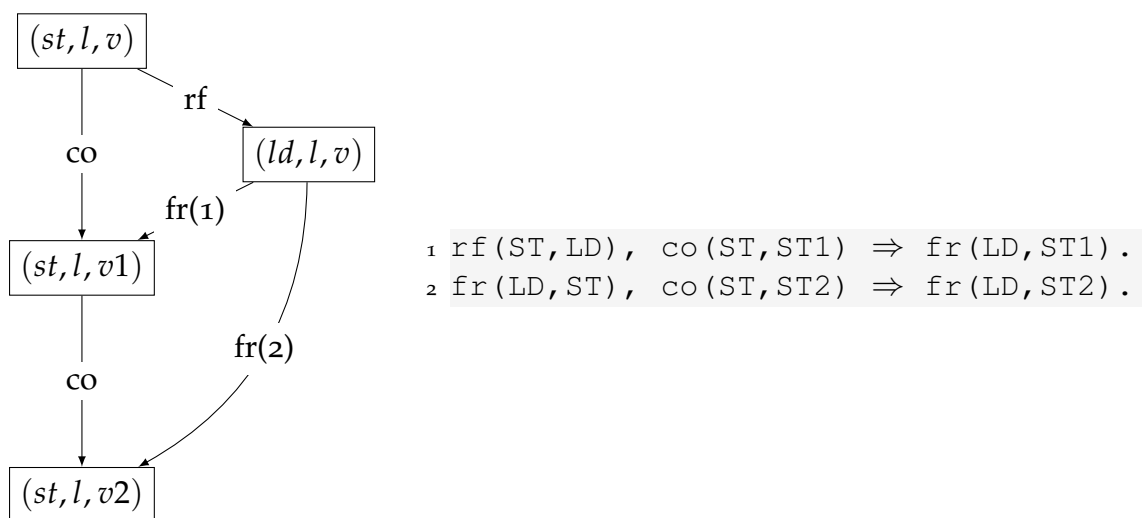 (st, l, v)
rf
co
(ld, l, v)
fr(1)
(st, l, v1)
1 rf(ST,LD), co(ST,ST1) ⇒ fr(LD,ST1).
2 fr(LD,ST), co(ST,ST2) ⇒ fr(LD,ST2).
fr(2)
co
(st, l, v2)